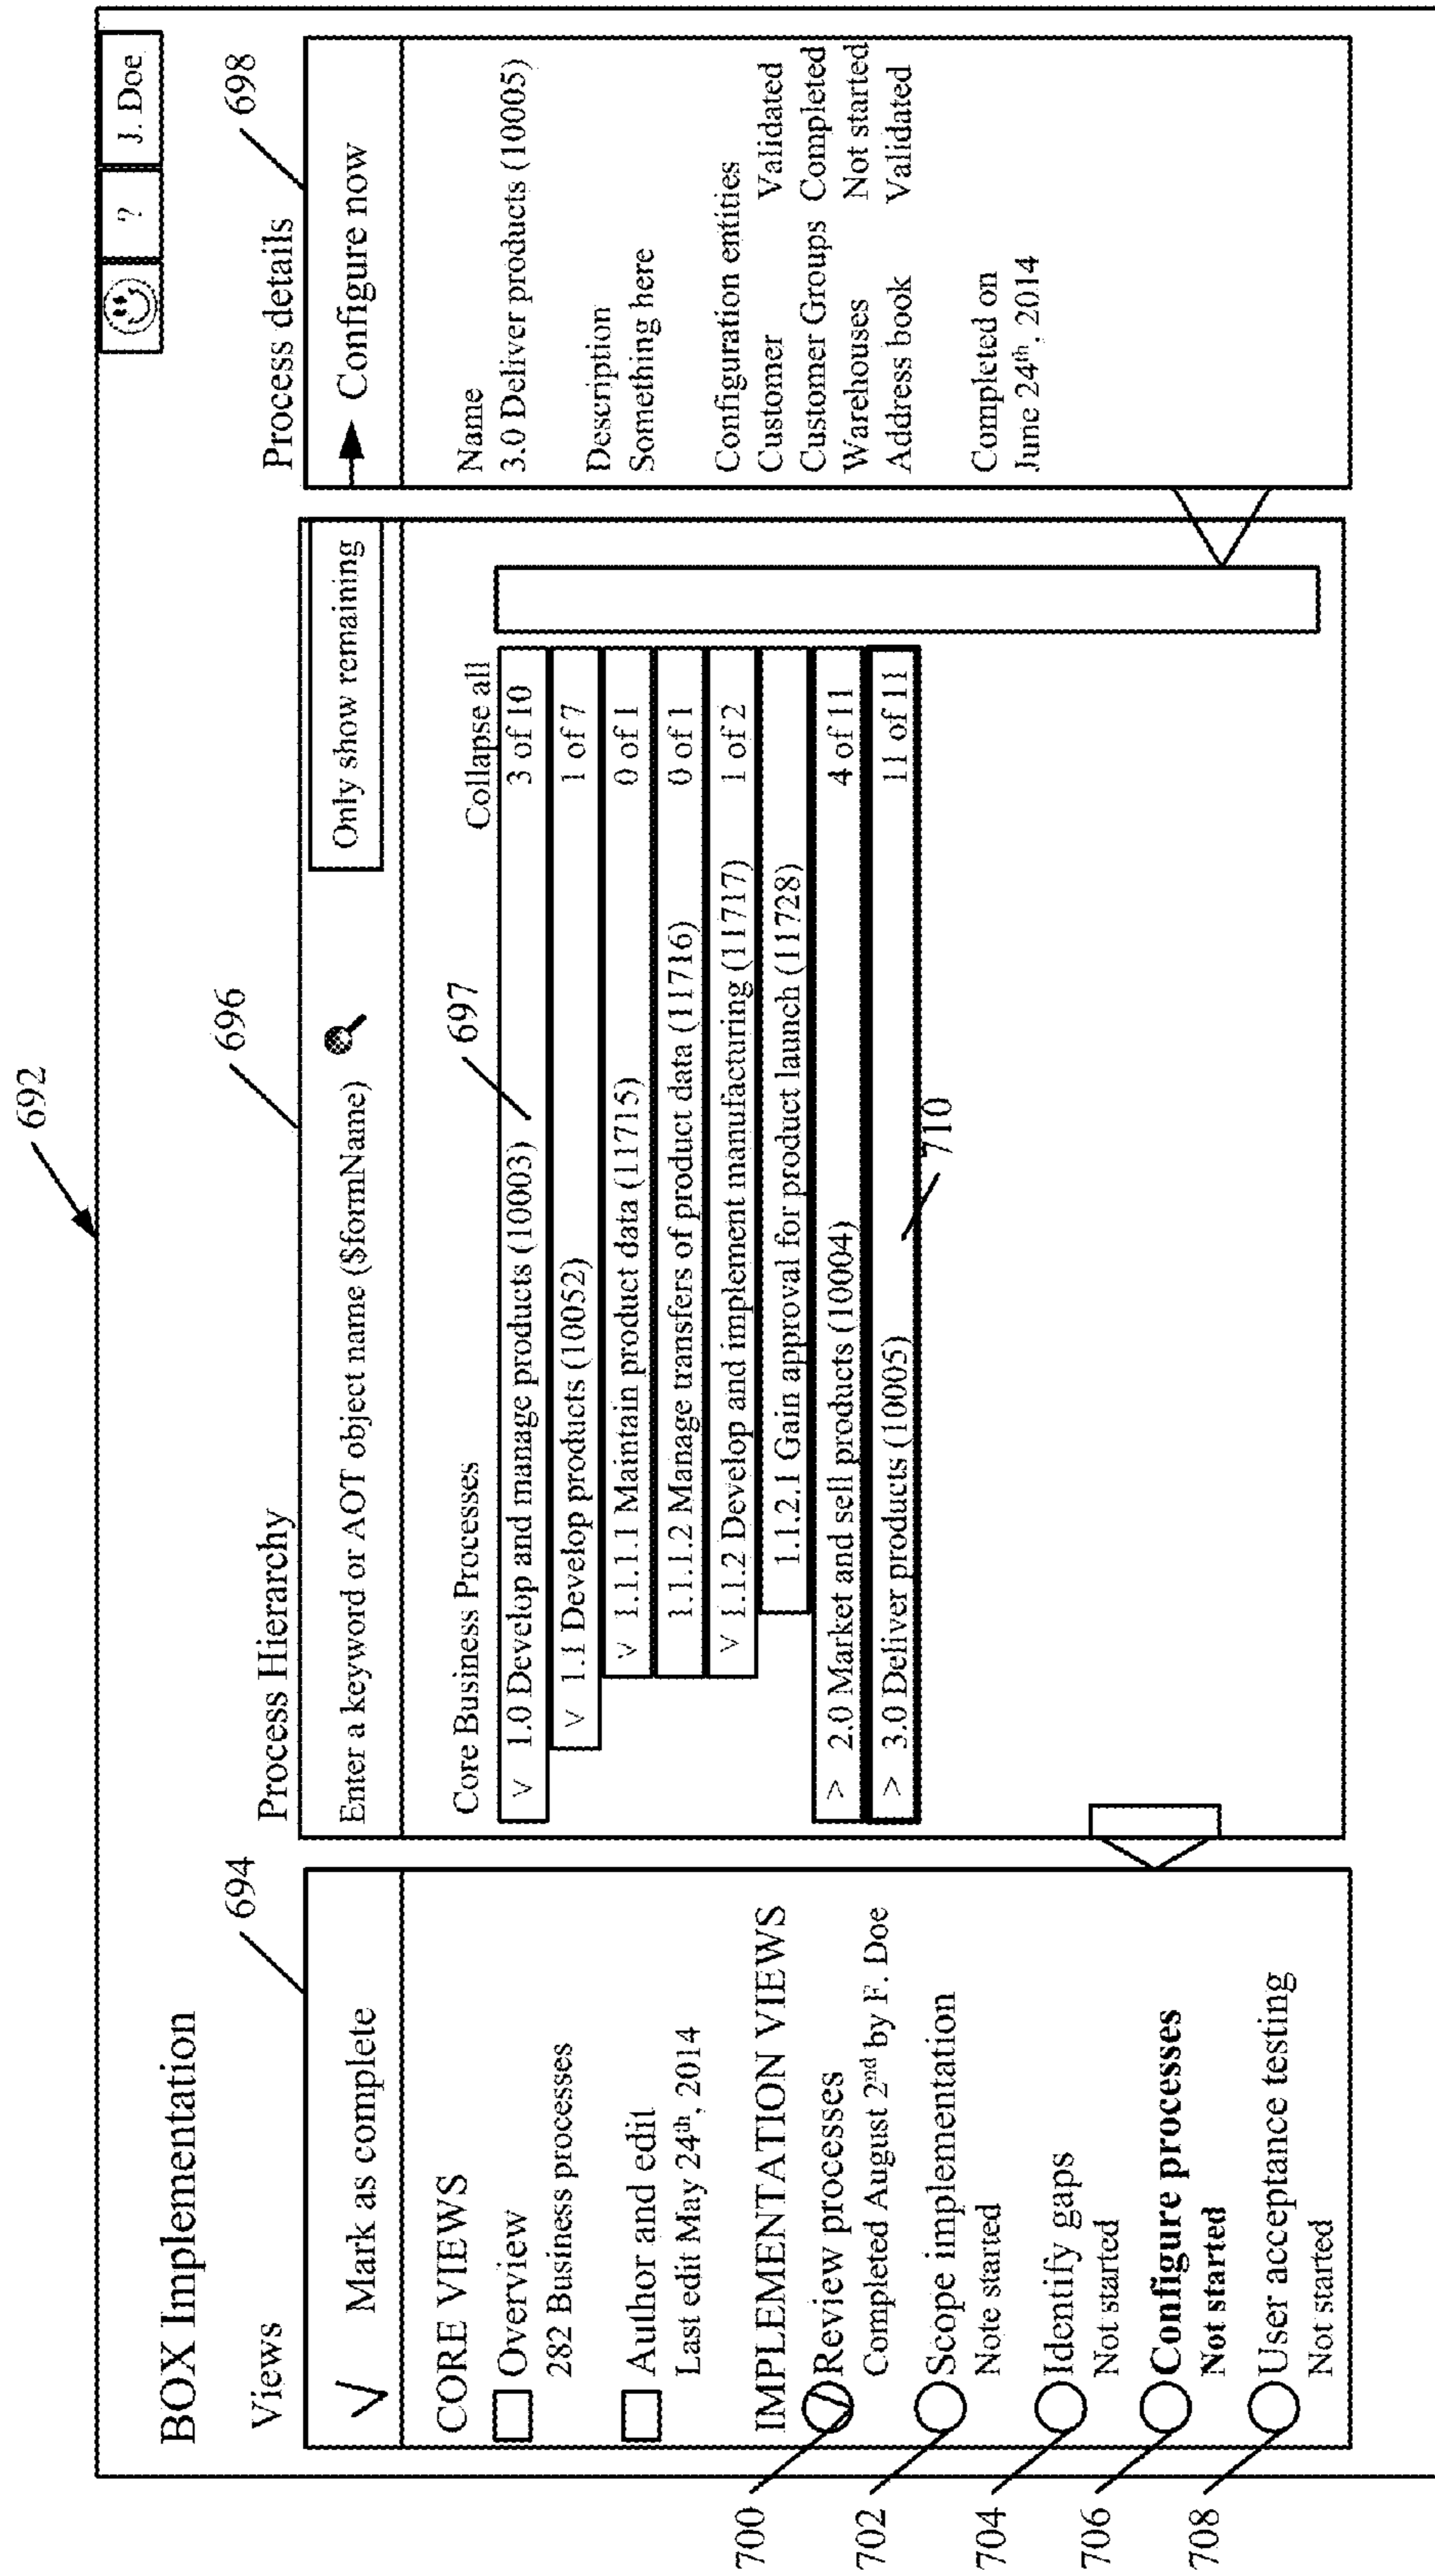 692
BOX Implementation
J. Doe
?
Views
694
√ Mark as complete
CORE VIEWS
Overview
282 Business processes
Author and edit
Last edit May 24th, 2014
IMPLEMENTATION VIEWS
700
Review processes
Completed August 2nd by F. Doe
702
Scope implementation
Note started
704
Identify gaps
Not started
706
Configure processes
Not started
708
User acceptance testing
Not started
Process Hierarchy
696
Enter a keyword or AOT object name ($formName)
Only show remaining
Core Business Processes
697
Collapse all
v 1.0 Develop and manage products (10003) 3 of 10
v 1.1 Develop products (10052) 1 of 7
v 1.1.1.1 Maintain product data (11715) 0 of 1
1.1.1.2 Manage transfers of product data (11716) 0 of 1
v 1.1.2 Develop and implement manufacturing (11717) 1 of 2
1.1.2.1 Gain approval for product launch (11728)
> 2.0 Market and sell products (10004) 4 of 11
> 3.0 Deliver products (10005) 11 of 11
710
Process details
698
Configure now
Name
3.0 Deliver products (10005)
Description
Something here
Configuration entities
Customer Validated
Customer Groups Completed
Warehouses Not started
Address book Validated
Completed on
June 24th, 2014